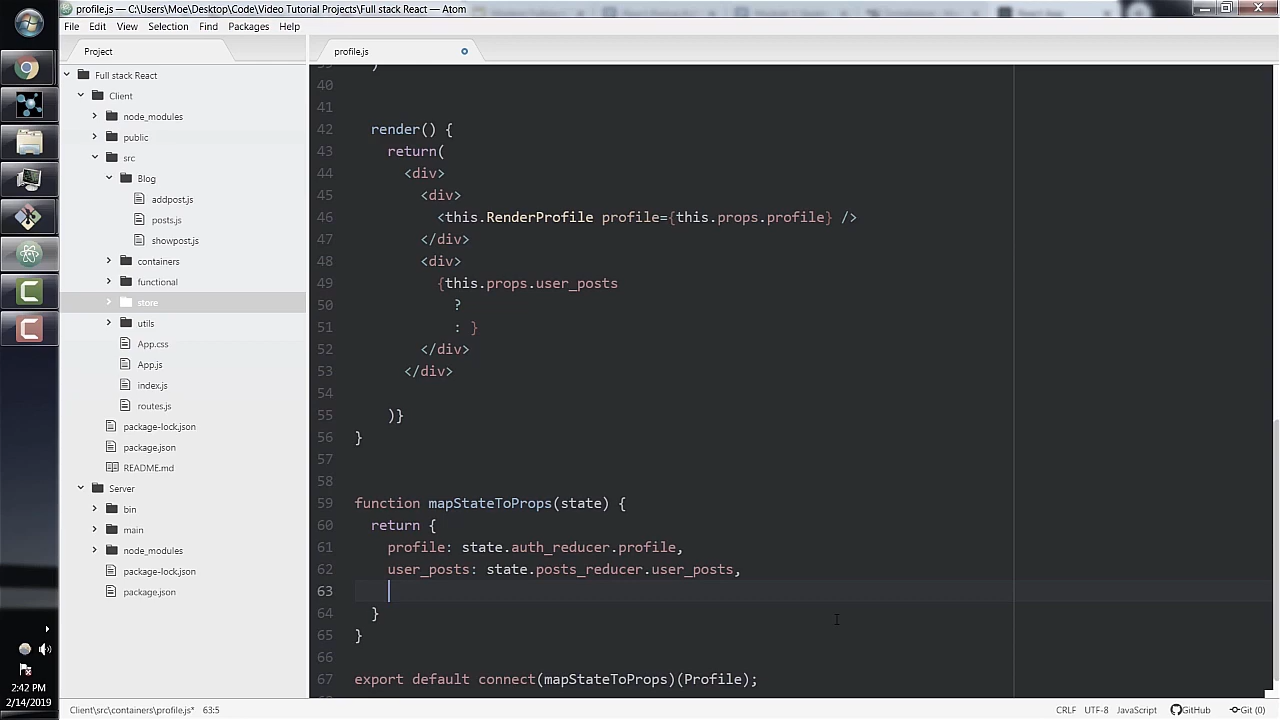 profile.js — C:\Users\Moe\Desktop\Code\Video Tutorial Projects\Full stack React — Atom
File Edit View Selection Find Packages Help
Project
profile.js
Full stack React
Client
node_modules
public
src
Blog
addpost.js
posts.js
showpost.js
containers
functional
store
utils
App.css
App.js
index.js
routes.js
package-lock.json
package.json
README.md
Server
bin
main
node_modules
package-lock.json
package.json
40
41
42 render() {
43 return(
44 <div>
45 <div>
46 <this.RenderProfile profile={this.props.profile} />
47 </div>
48 <div>
49 {this.props.user_posts
50 ?
51 : }
52 </div>
53 </div>
54
55 )}
56 }
57
58
59 function mapStateToProps(state) {
60 return {
61 profile: state.auth_reducer.profile,
62 user_posts: state.posts_reducer.user_posts,
63
64 }
65 }
66
67 export default connect(mapStateToProps)(Profile);
2:42 PM
2/14/2019
Client\src\containers\profile.js* 63:5
CRLF UTF-8 JavaScript GitHub Git (0)